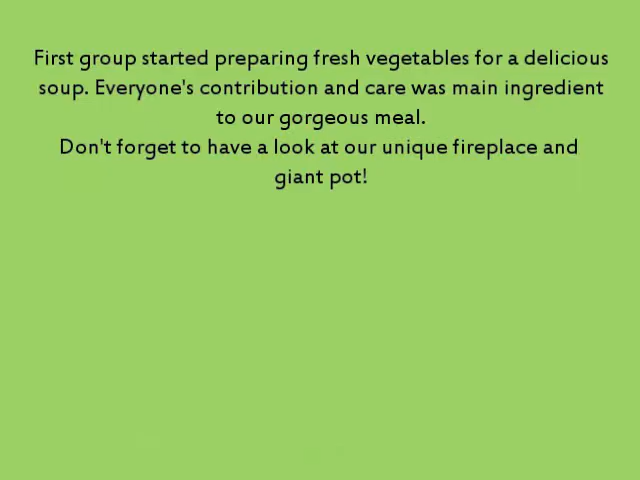 First group started preparing fresh vegetables for a delicious
soup. Everyone's contribution and care was main ingredient
to our gorgeous meal.
Don't forget to have a look at our unique fireplace and
giant pot!